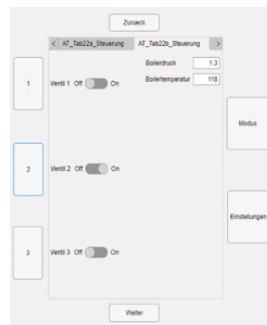 Zurueck
< AT_Tab22a_Steuerung AT_Tab22b_Steuerung >
Boilerdruck 1.3
Boilertemperatur 118
1
Ventil 1 Off On
Modus
2
Ventil 2 Off On
Einstellungen
3
Ventil 3 Off On
Weiter